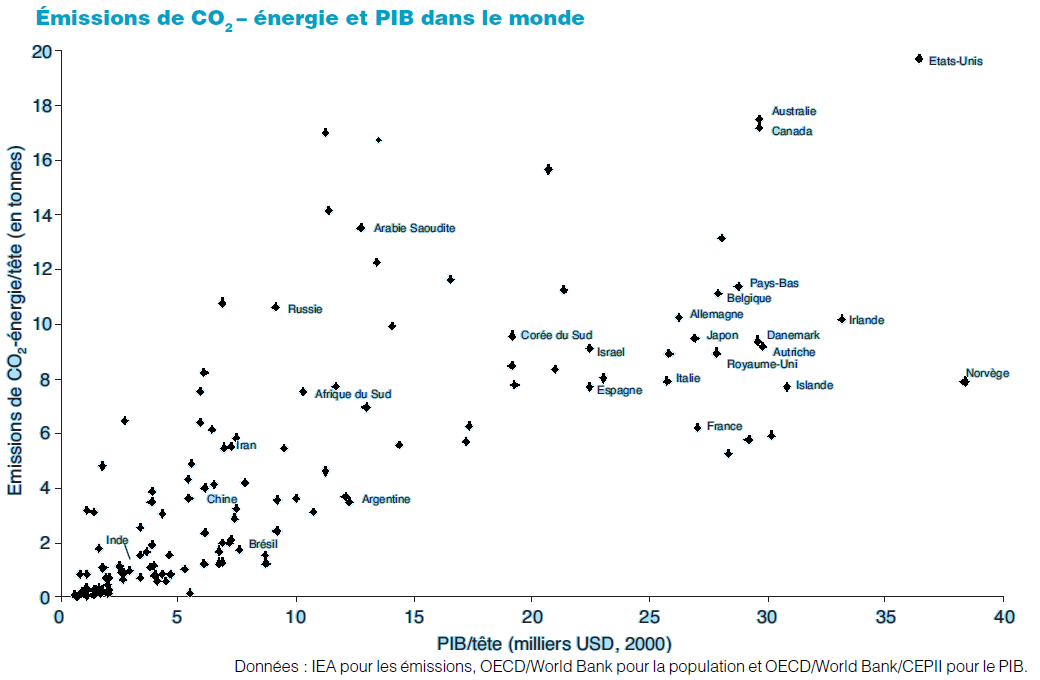 Émissions de CO2 – énergie et PIB dans le monde
Emissions de CO2-énergie/tête (en tonnes)
20
18
16
14
12
10
8
6
4
2
0
Etats-Unis
Australie
Canada
Arabie Saoudite
Russie
Pays-Bas
Belgique
Allemagne
Irlande
Corée du Sud
Japon
Danemark
Israel
Autriche
Royaume-Uni
Norvège
Italie
Islande
Espagne
Afrique du Sud
France
Iran
Chine
Argentine
Inde
Brésil
0 5 10 15 20 25 30 35 40
PIB/tête (milliers USD, 2000)
Données : IEA pour les émissions, OECD/World Bank pour la population et OECD/World Bank/CEPII pour le PIB.